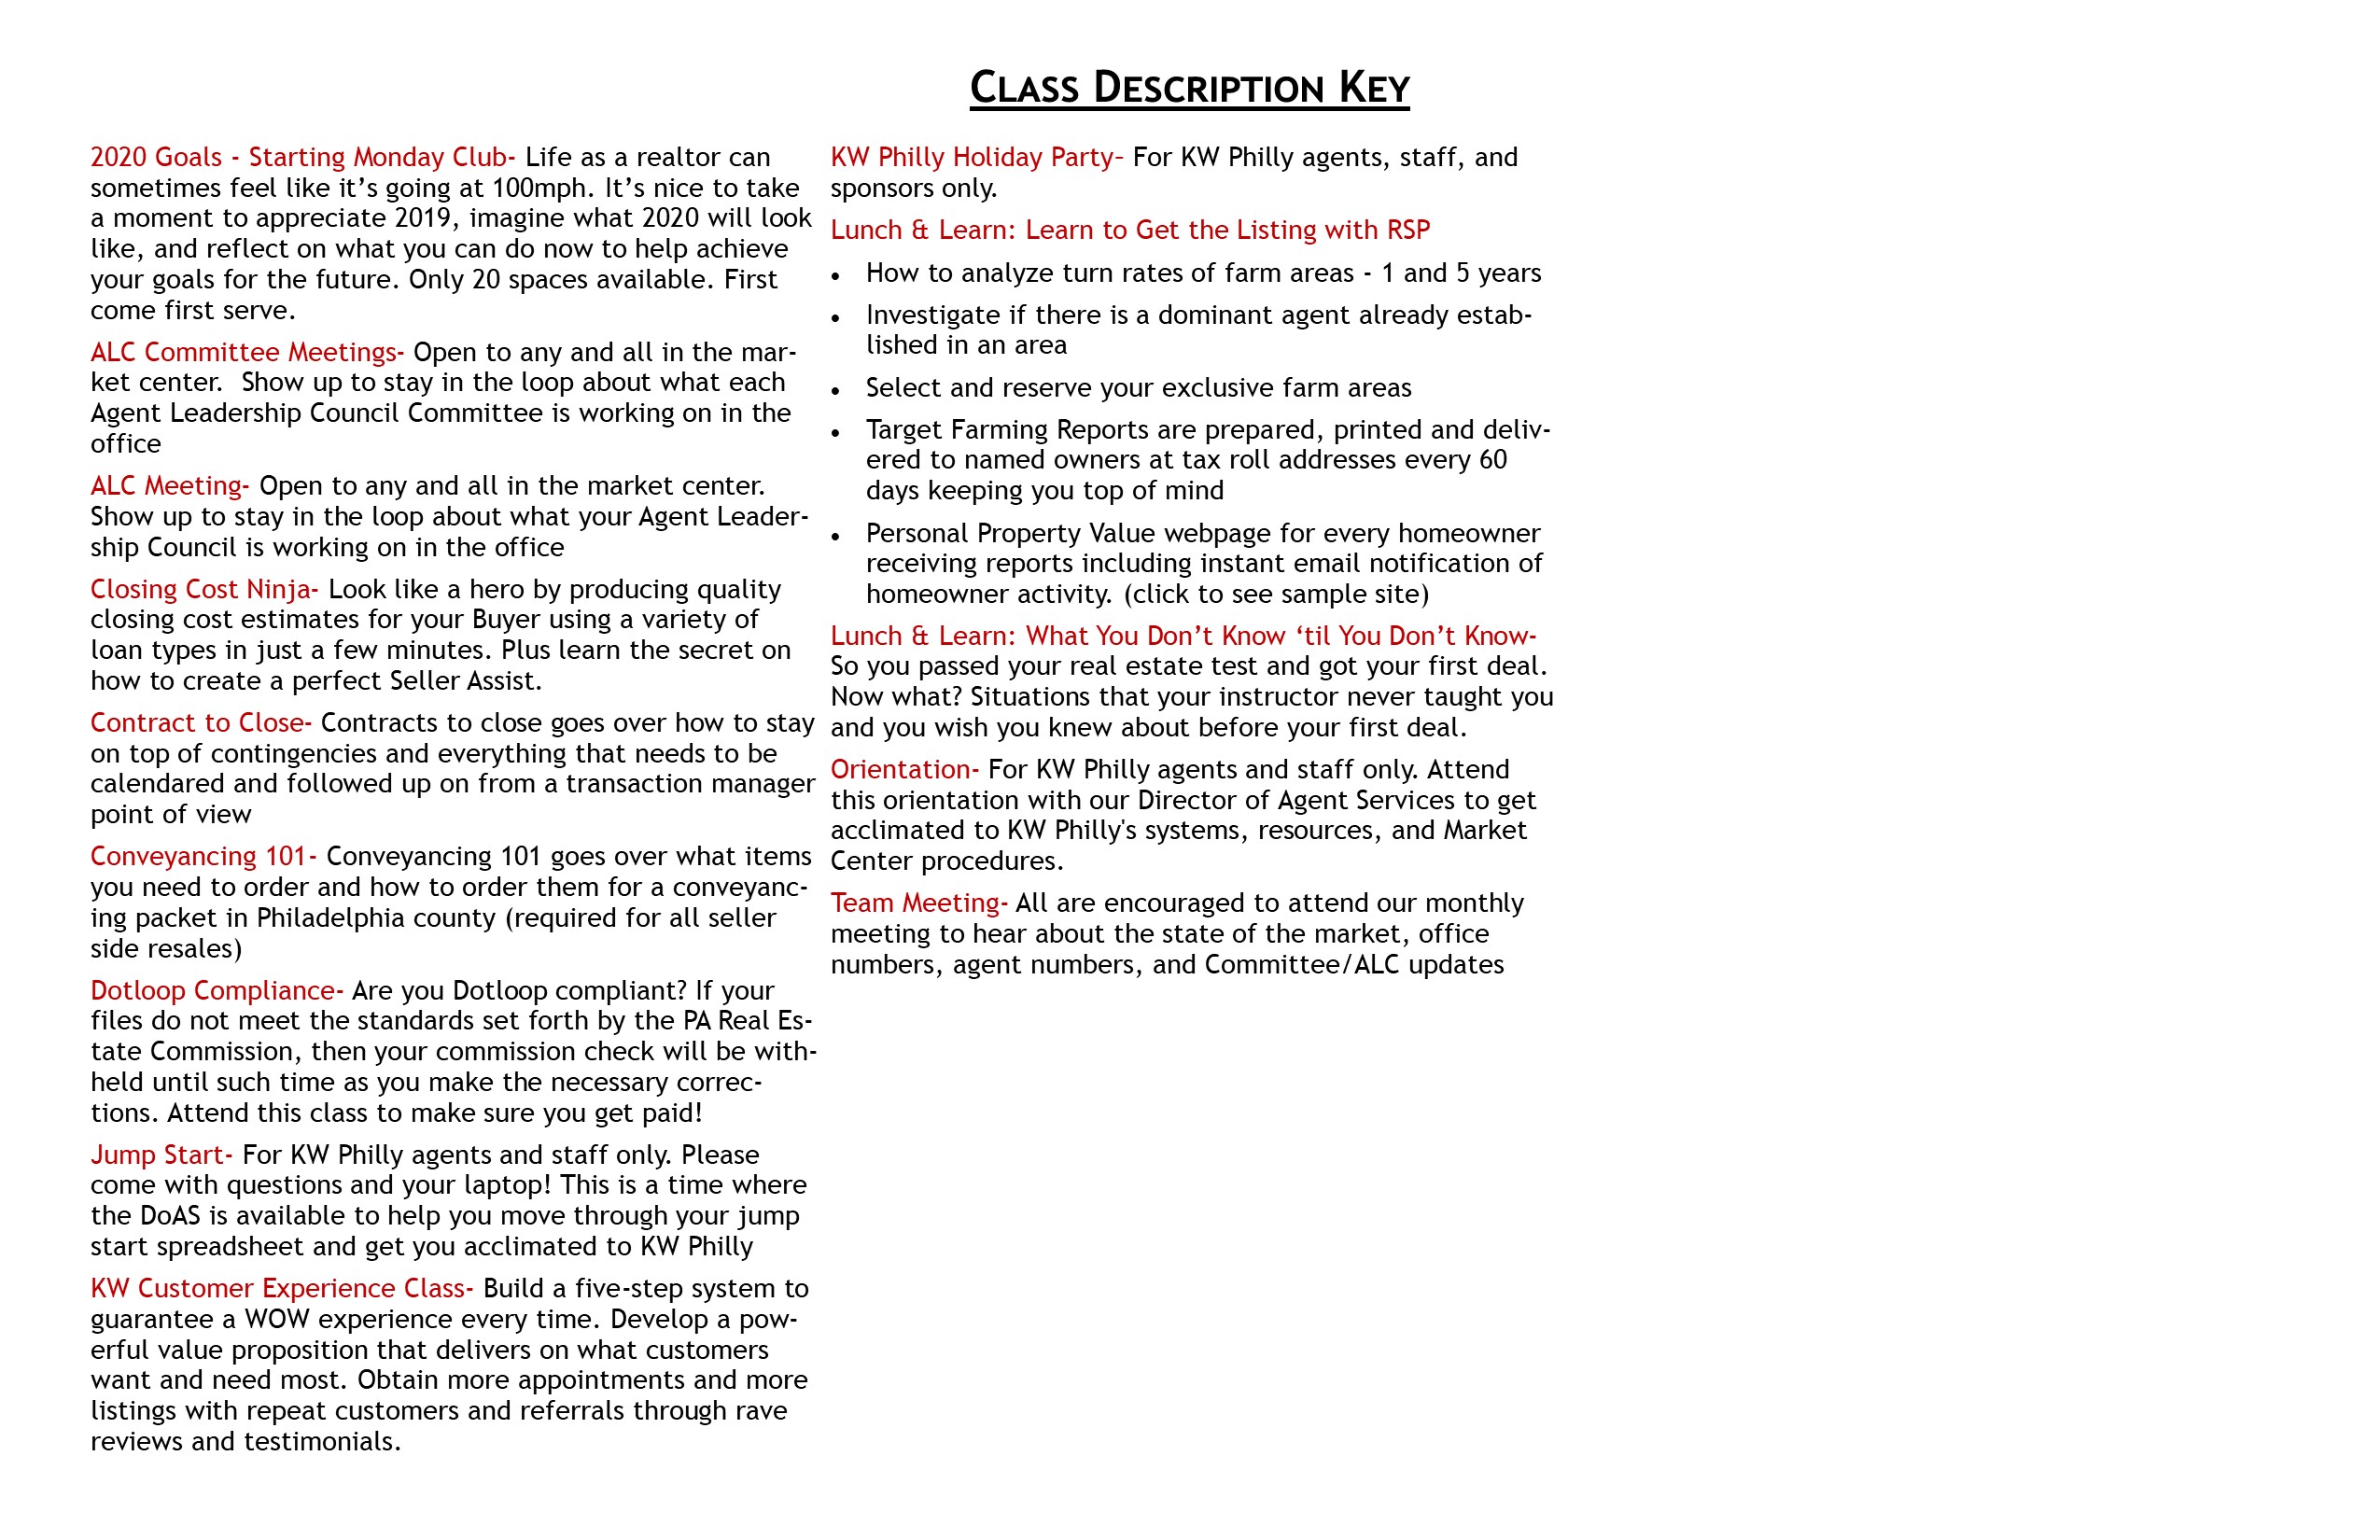 CLASS DESCRIPTION KEY
2020 Goals - Starting Monday Club- Life as a realtor can
sometimes feel like it’s going at 100mph. It’s nice to take
a moment to appreciate 2019, imagine what 2020 will look
like, and reflect on what you can do now to help achieve
your goals for the future. Only 20 spaces available. First
come first serve.
ALC Committee Meetings- Open to any and all in the mar-
ket center.  Show up to stay in the loop about what each
Agent Leadership Council Committee is working on in the
office
ALC Meeting- Open to any and all in the market center.
Show up to stay in the loop about what your Agent Leader-
ship Council is working on in the office
Closing Cost Ninja- Look like a hero by producing quality
closing cost estimates for your Buyer using a variety of
loan types in just a few minutes. Plus learn the secret on
how to create a perfect Seller Assist.
Contract to Close- Contracts to close goes over how to stay
on top of contingencies and everything that needs to be
calendared and followed up on from a transaction manager
point of view
Conveyancing 101- Conveyancing 101 goes over what items
you need to order and how to order them for a conveyanc-
ing packet in Philadelphia county (required for all seller
side resales)
Dotloop Compliance- Are you Dotloop compliant? If your
files do not meet the standards set forth by the PA Real Es-
tate Commission, then your commission check will be with-
held until such time as you make the necessary correc-
tions. Attend this class to make sure you get paid!
Jump Start- For KW Philly agents and staff only. Please
come with questions and your laptop! This is a time where
the DoAS is available to help you move through your jump
start spreadsheet and get you acclimated to KW Philly
KW Customer Experience Class- Build a five-step system to
guarantee a WOW experience every time. Develop a pow-
erful value proposition that delivers on what customers
want and need most. Obtain more appointments and more
listings with repeat customers and referrals through rave
reviews and testimonials.
KW Philly Holiday Party– For KW Philly agents, staff, and
sponsors only.
Lunch & Learn: Learn to Get the Listing with RSP
• How to analyze turn rates of farm areas - 1 and 5 years
• Investigate if there is a dominant agent already estab-
lished in an area
• Select and reserve your exclusive farm areas
• Target Farming Reports are prepared, printed and deliv-
ered to named owners at tax roll addresses every 60
days keeping you top of mind
• Personal Property Value webpage for every homeowner
receiving reports including instant email notification of
homeowner activity. (click to see sample site)
Lunch & Learn: What You Don’t Know ‘til You Don’t Know-
So you passed your real estate test and got your first deal.
Now what? Situations that your instructor never taught you
and you wish you knew about before your first deal.
Orientation- For KW Philly agents and staff only. Attend
this orientation with our Director of Agent Services to get
acclimated to KW Philly's systems, resources, and Market
Center procedures.
Team Meeting- All are encouraged to attend our monthly
meeting to hear about the state of the market, office
numbers, agent numbers, and Committee/ALC updates